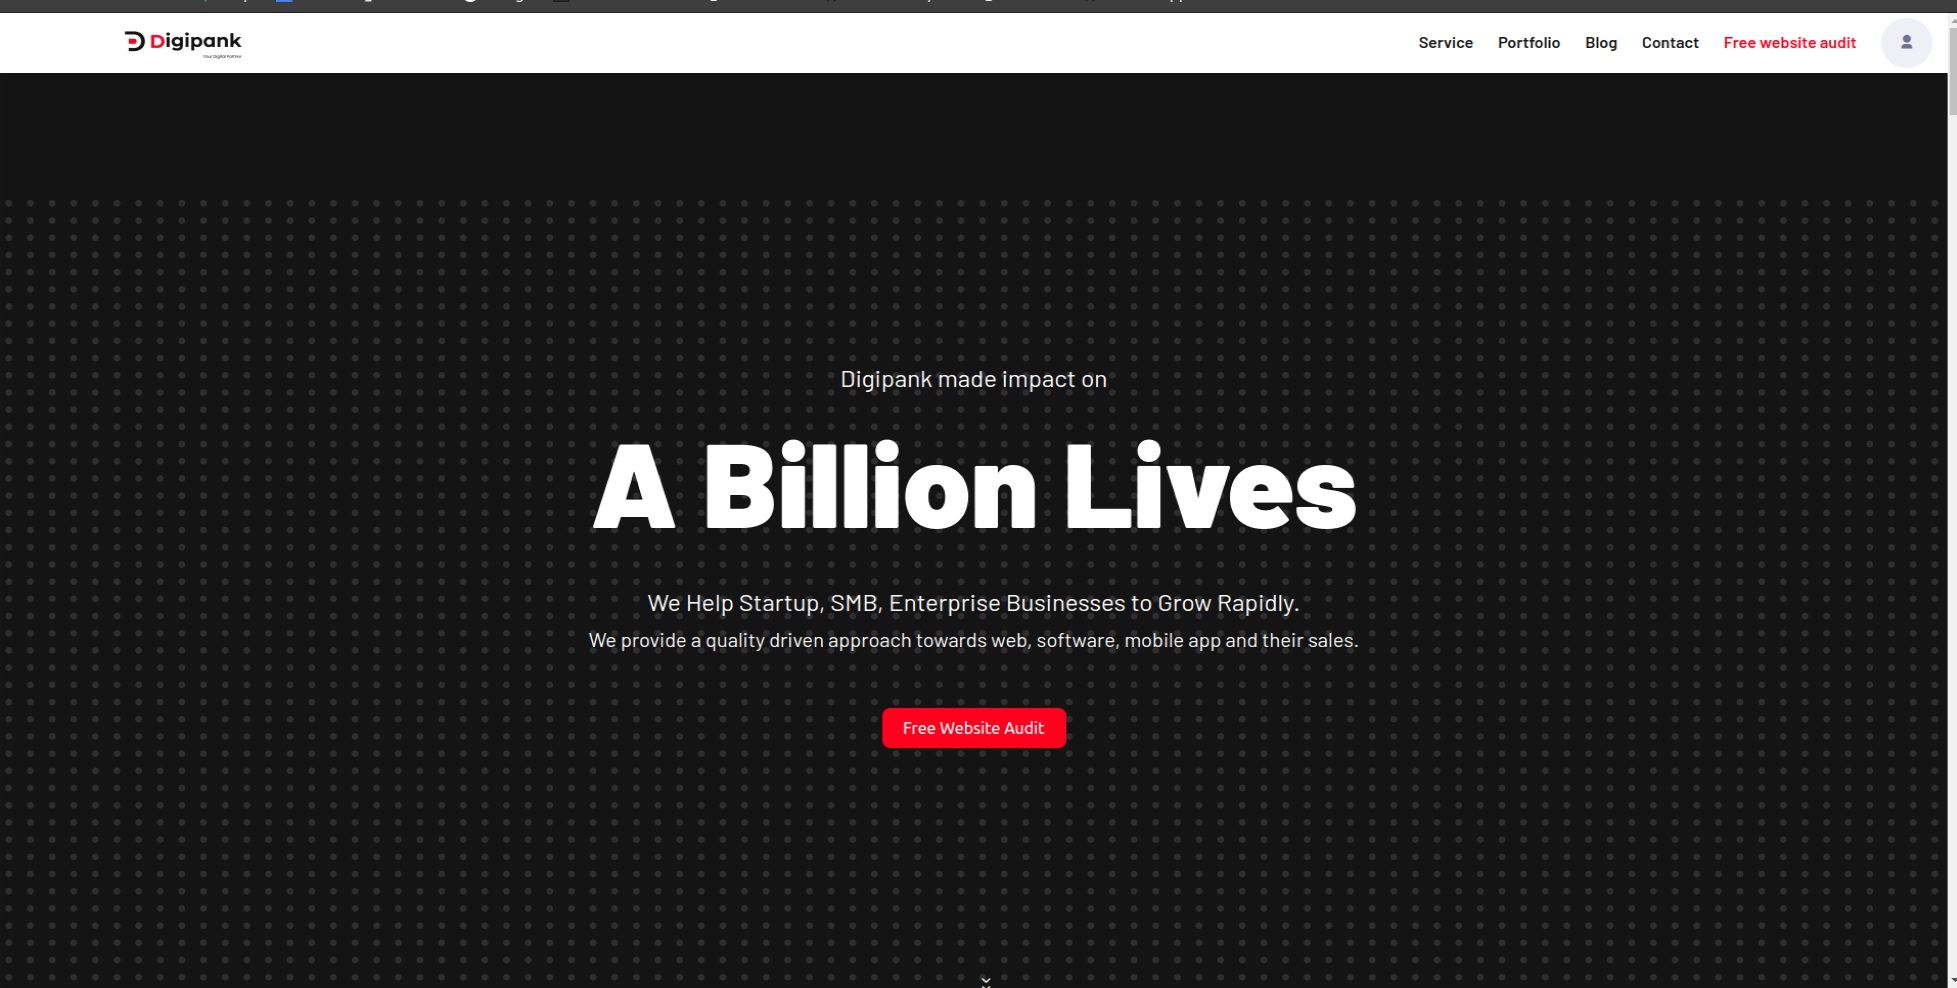 Digipank
Your Digital Partner
Service Portfolio Blog Contact Free website audit
Digipank made impact on
A Billion Lives
We Help Startup, SMB, Enterprise Businesses to Grow Rapidly.
We provide a quality driven approach towards web, software, mobile app and their sales.
Free Website Audit